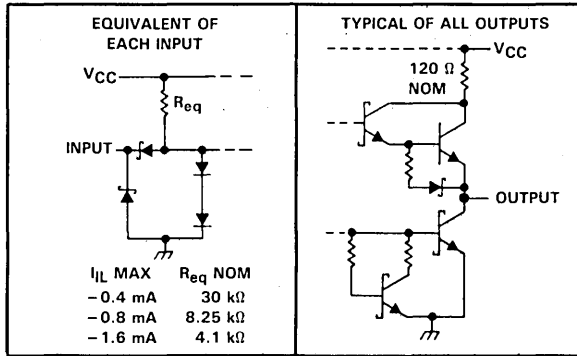 EQUIVALENT OF
EACH INPUT
VCC
Req
INPUT
IIL MAX Req NOM
-0.4 mA 30 kΩ
-0.8 mA 8.25 kΩ
-1.6 mA 4.1 kΩ
TYPICAL OF ALL OUTPUTS
VCC
120 Ω
NOM
OUTPUT